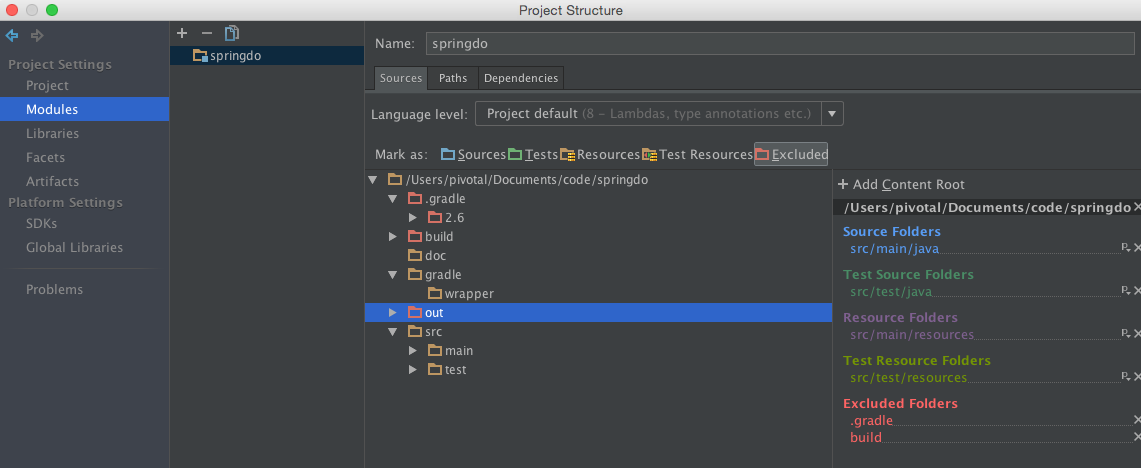 Project Structure
Project Settings
Project
Modules
Libraries
Facets
Artifacts
Platform Settings
SDKs
Global Libraries
Problems
springdo
Name: springdo
Sources Paths Dependencies
Language level: Project default (8 – Lambdas, type annotations etc.)
Mark as: Sources Tests Resources Test Resources Excluded
/Users/pivotal/Documents/code/springdo
.gradle
2.6
build
doc
gradle
wrapper
out
src
main
test
+ Add Content Root
/Users/pivotal/Documents/code/springdo
Source Folders
src/main/java
Test Source Folders
src/test/java
Resource Folders
src/main/resources
Test Resource Folders
src/test/resources
Excluded Folders
.gradle
build